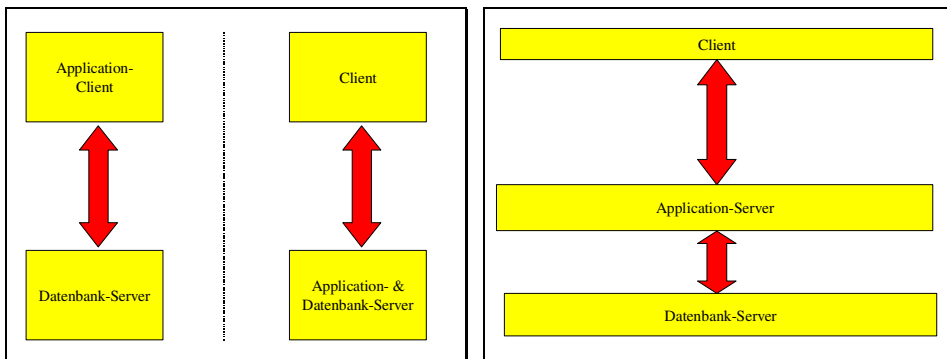 Application-
Client
Client
Datenbank-Server
Application- &
Datenbank-Server
Client
Application-Server
Datenbank-Server